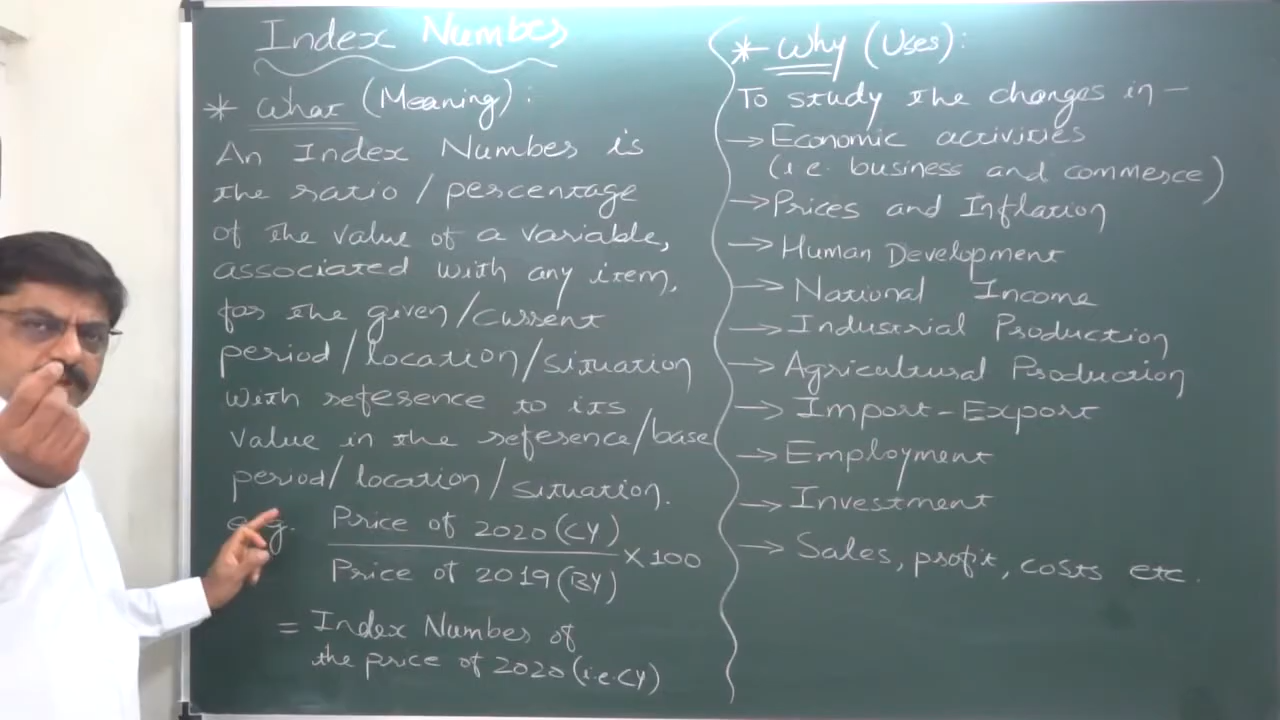 Index Number
* What (Meaning):
An Index Number is
the ratio / percentage
of the value of a variable,
associated with any item,
for the given/current
period/location/situation
with reference to its
value in the reference/base
period/location/situation.
e.g. Price of 2020 (CY)
Price of 2019 (BY) × 100
= Index Number of
the price of 2020 (i.e. CY)
* Why (Uses):
To study the changes in -
→ Economic activities
(i.e. business and commerce)
→ Prices and Inflation
→ Human Development
→ National Income
→ Industrial Production
→ Agricultural Production
→ Import-Export
→ Employment
→ Investment
→ Sales, profit, costs etc.